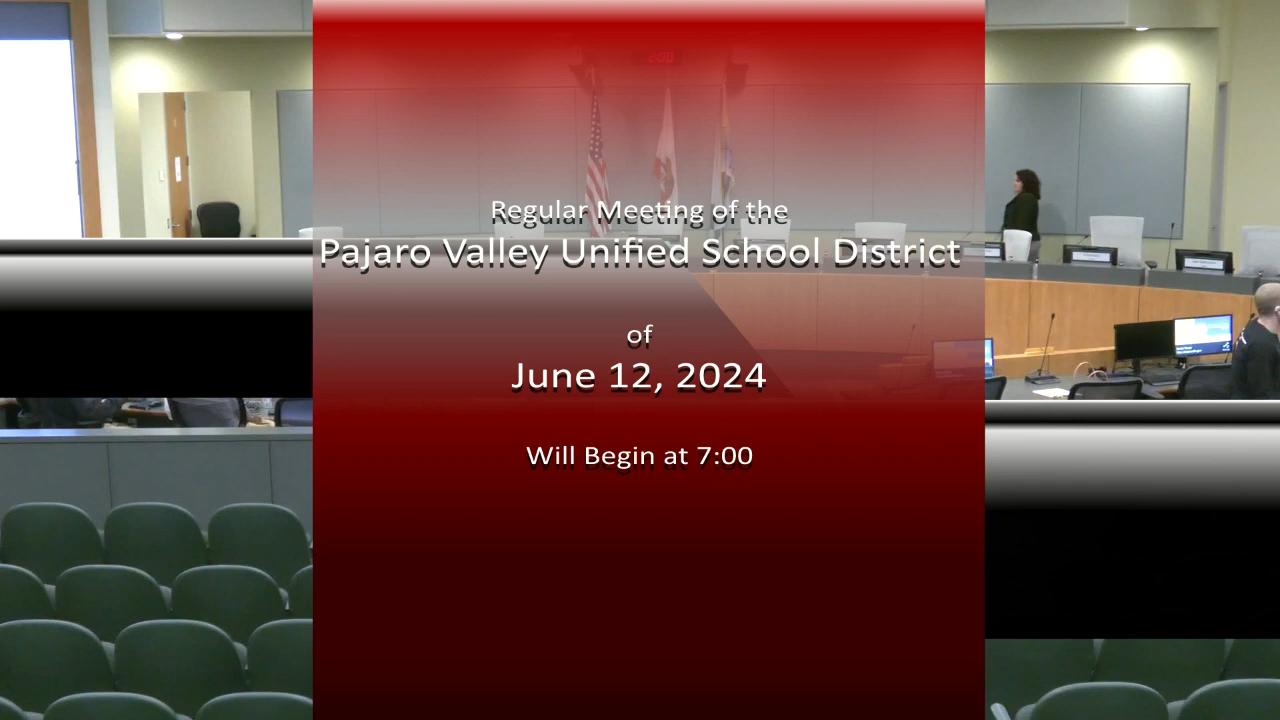 Regular Meeting of the
Pajaro Valley Unified School District
of
June 12, 2024
Will Begin at 7:00